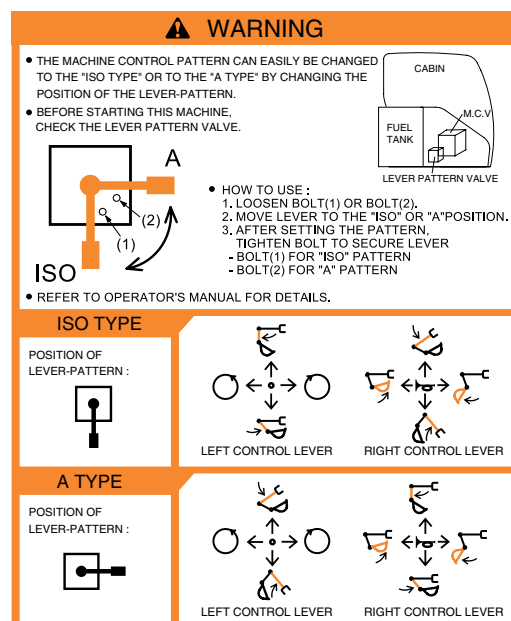 WARNING
• THE MACHINE CONTROL PATTERN CAN EASILY BE CHANGED
TO THE "ISO TYPE" OR TO THE "A TYPE" BY CHANGING THE
POSITION OF THE LEVER-PATTERN.
• BEFORE STARTING THIS MACHINE,
CHECK THE LEVER PATTERN VALVE.
CABIN
M.C.V
FUEL
TANK
LEVER PATTERN VALVE
A
(2)
(1)
ISO
• HOW TO USE :
1. LOOSEN BOLT(1) OR BOLT(2).
2. MOVE LEVER TO THE "ISO" OR "A"POSITION.
3. AFTER SETTING THE PATTERN,
TIGHTEN BOLT TO SECURE LEVER
- BOLT(1) FOR "ISO" PATTERN
- BOLT(2) FOR "A" PATTERN
• REFER TO OPERATOR'S MANUAL FOR DETAILS.
ISO TYPE
POSITION OF
LEVER-PATTERN :
LEFT CONTROL LEVER
RIGHT CONTROL LEVER
A TYPE
POSITION OF
LEVER-PATTERN :
LEFT CONTROL LEVER
RIGHT CONTROL LEVER